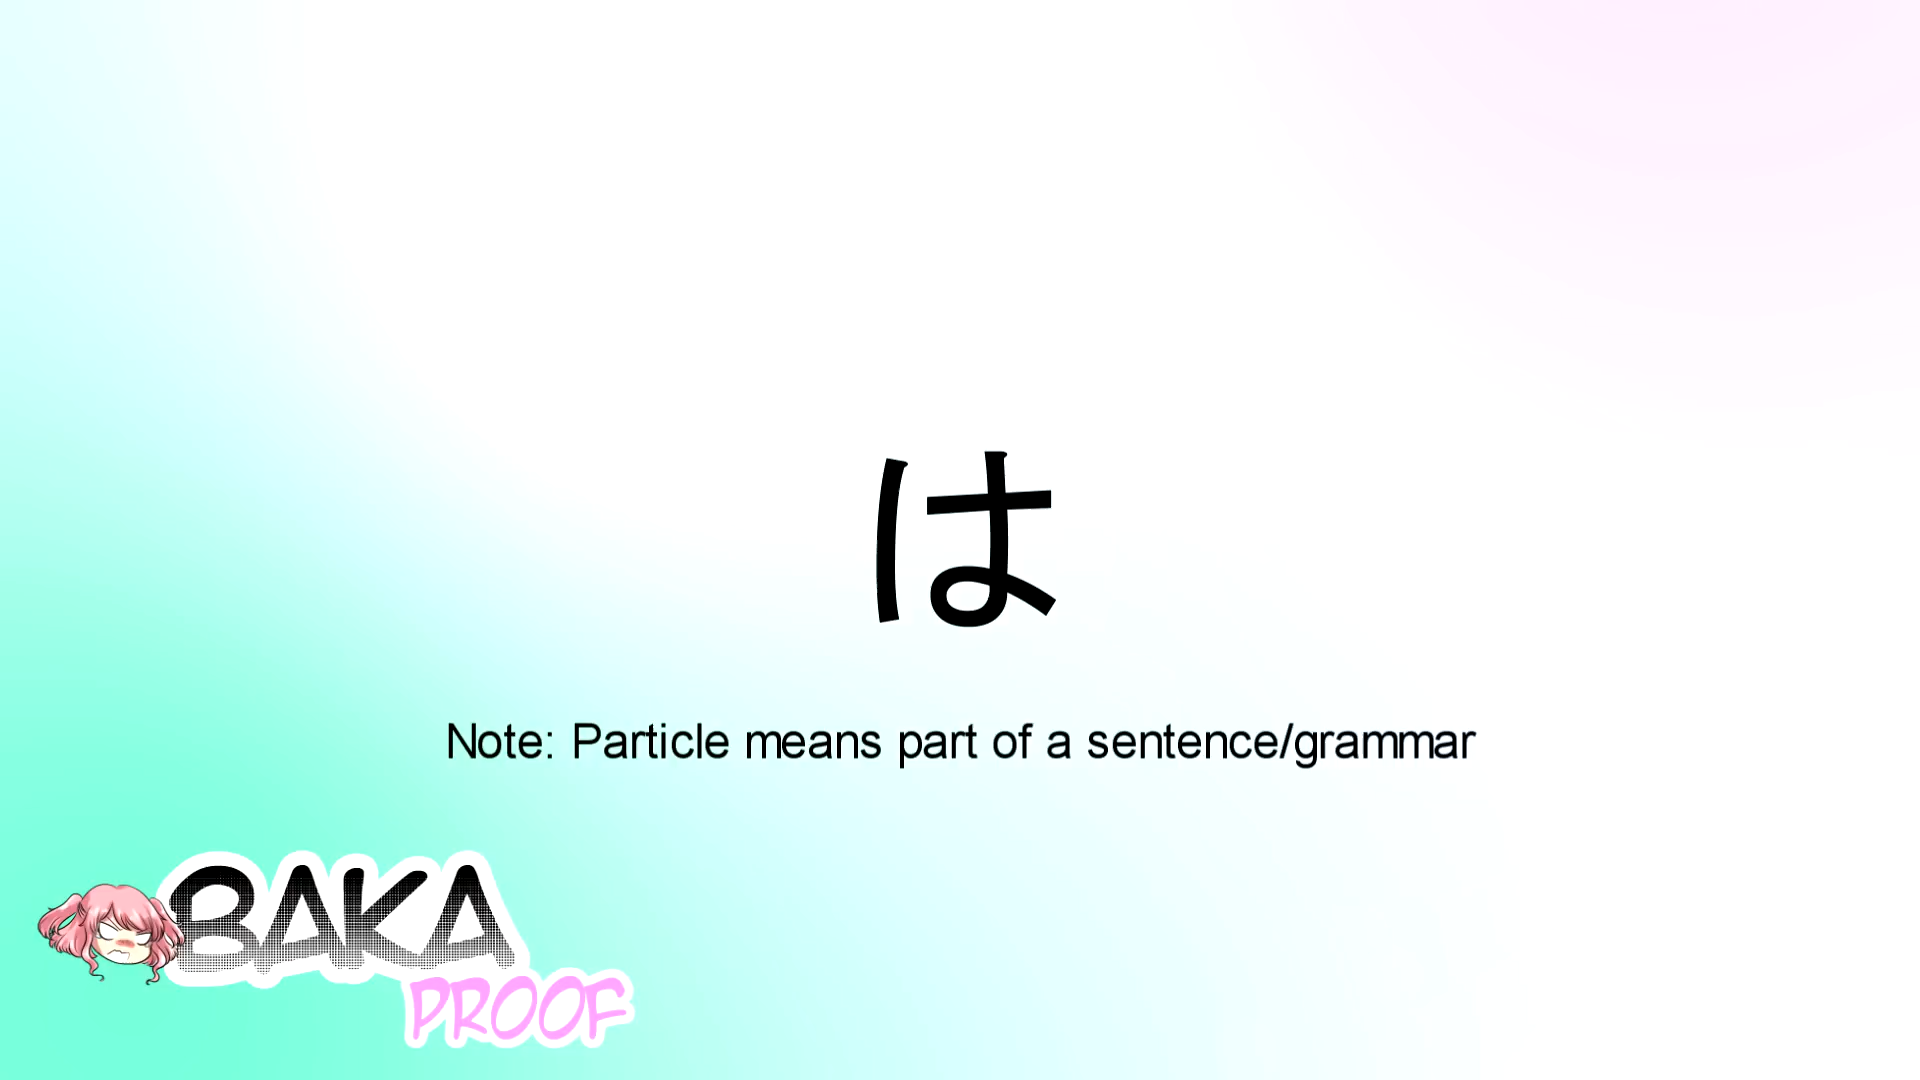 は
Note: Particle means part of a sentence/grammar
BAKA
PROOF